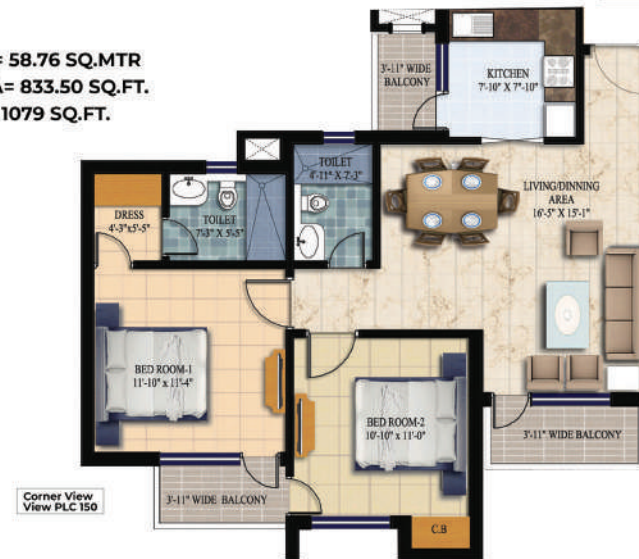 = 58.76 SQ.MTR
A= 833.50 SQ.FT.
1079 SQ.FT.
3'-11" WIDE
BALCONY
KITCHEN
7'-10" X 7'-10"
TOILET
4'-11" X 7'-3"
LIVING/DINNING
AREA
16'-5" X 15'-1"
DRESS
4'-3"x5'-5"
TOILET
7'-3" X 5'-5"
BED ROOM-1
11'-10" x 11'-4"
BED ROOM-2
10'-10" x 11'-0"
3'-11" WIDE BALCONY
3'-11" WIDE BALCONY
Corner View
View PLC 150
C.B